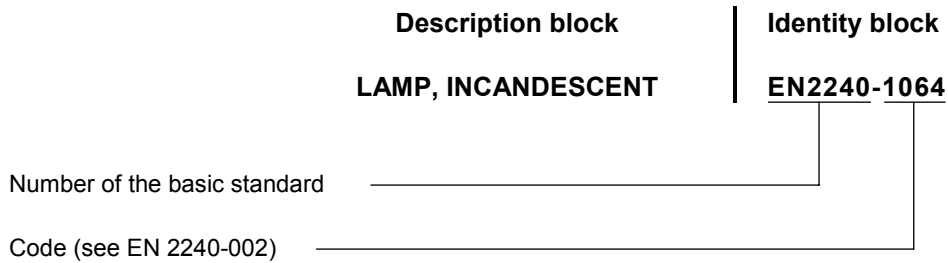 Description block Identity block
LAMP, INCANDESCENT EN2240-1064
Number of the basic standard
Code (see EN 2240-002)